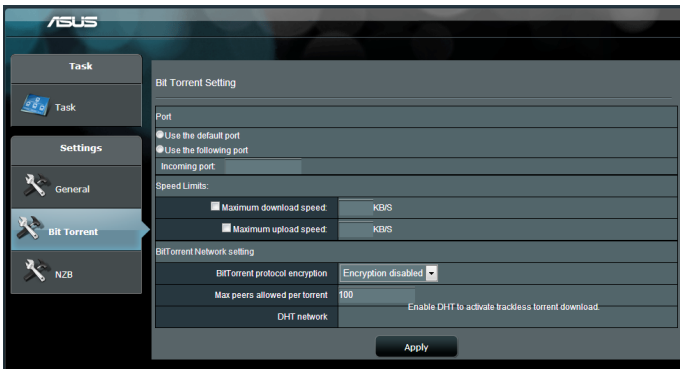 ASUS
Task
Task
Settings
General
Bit Torrent
NZB
Bit Torrent Setting
Port
Use the default port
Use the following port
Incoming port:
Speed Limits:
Maximum download speed: KB/S
Maximum upload speed: KB/S
BitTorrent Network setting
BitTorrent protocol encryption Encryption disabled
Max peers allowed per torrent 100
DHT network Enable DHT to activate trackless torrent download.
Apply